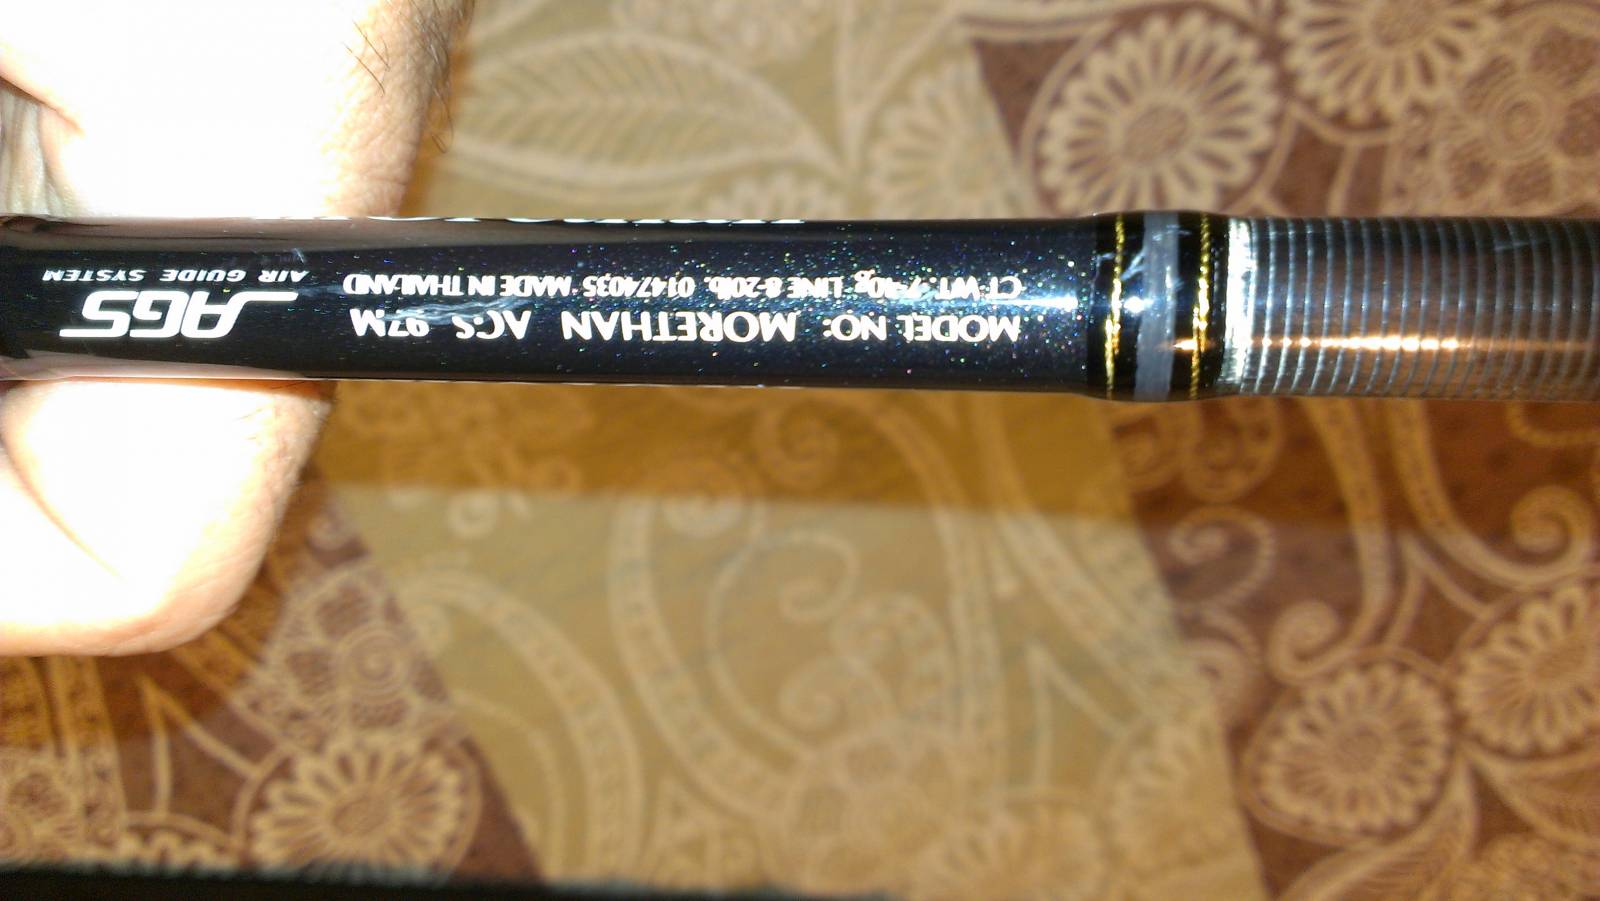 MODEL NO: MORETHAN AGS 97M
CT WT. 7-40g LINE 8-20lb. 01474035 MADE IN THAILAND
AGS
AIR GUIDE SYSTEM